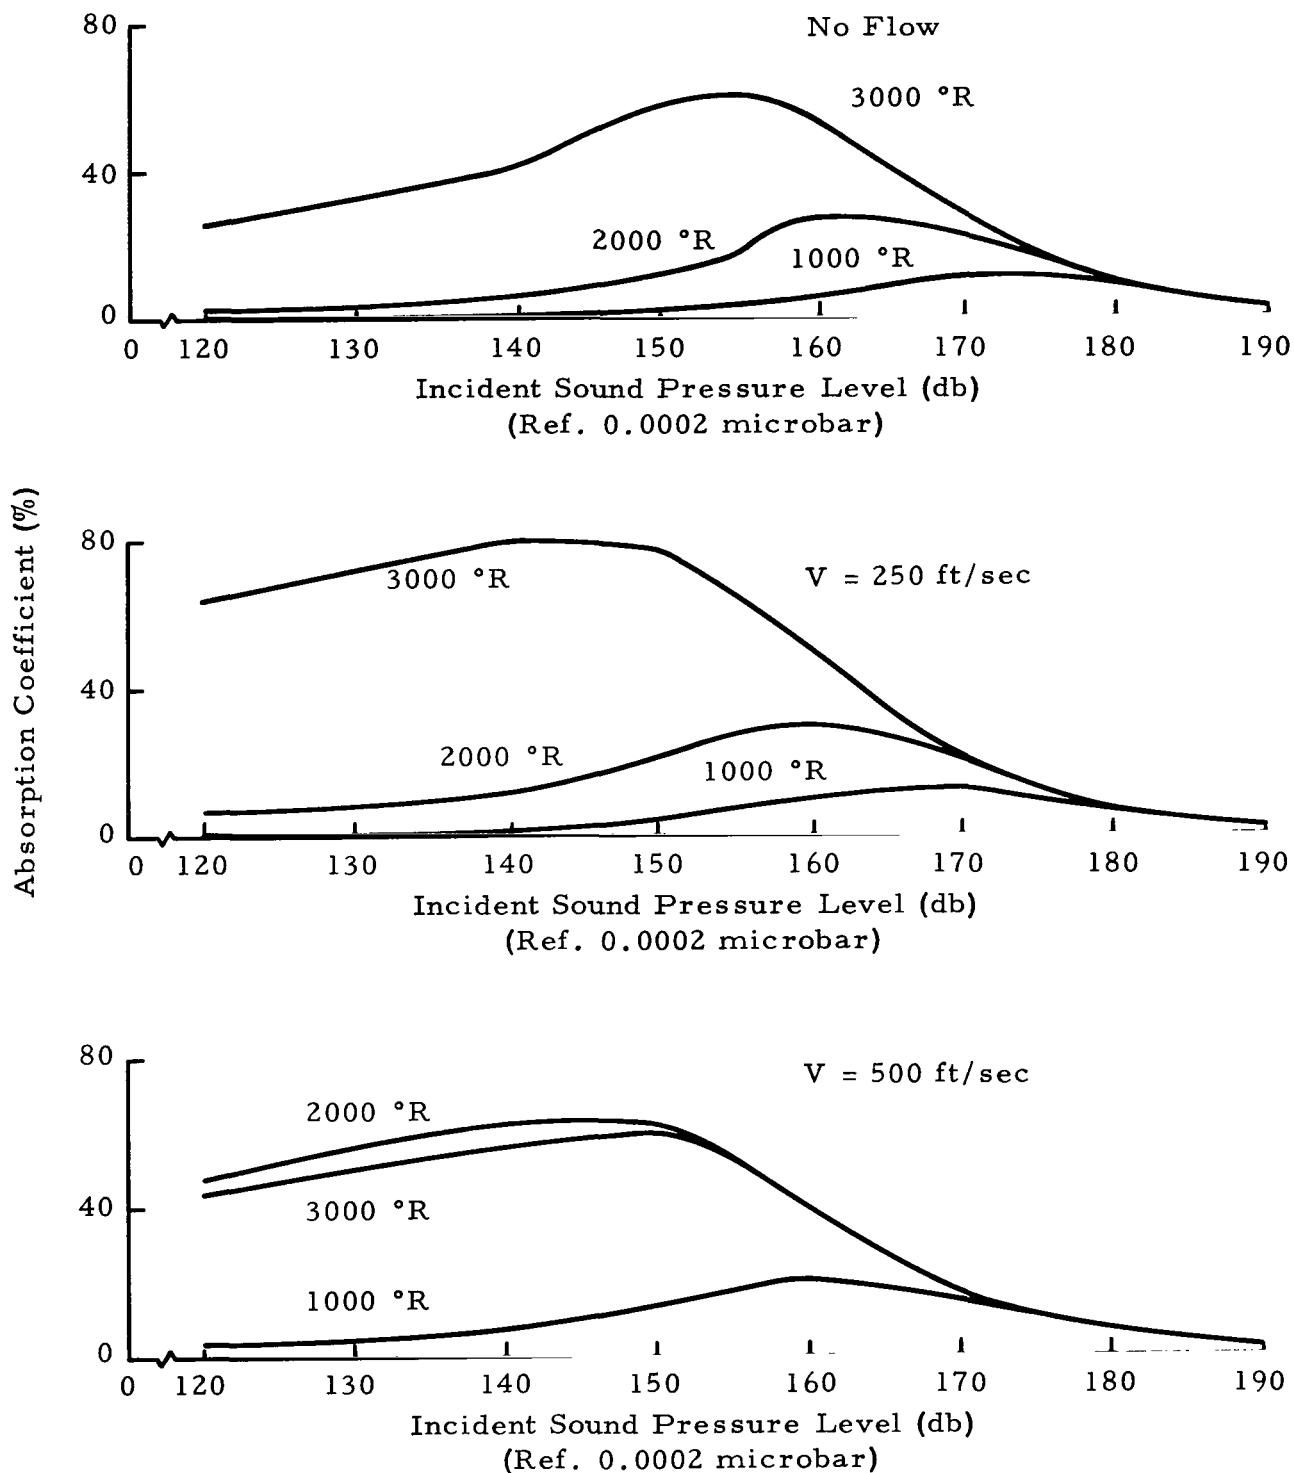 80
No Flow
3000 °R
40
2000 °R
1000 °R
0
0 120 130 140 150 160 170 180 190
Incident Sound Pressure Level (db)
(Ref. 0.0002 microbar)
Absorption Coefficient (%)
80
3000 °R
V = 250 ft/sec
40
2000 °R
1000 °R
0
0 120 130 140 150 160 170 180 190
Incident Sound Pressure Level (db)
(Ref. 0.0002 microbar)
80
V = 500 ft/sec
2000 °R
40
3000 °R
1000 °R
0
0 120 130 140 150 160 170 180 190
Incident Sound Pressure Level (db)
(Ref. 0.0002 microbar)